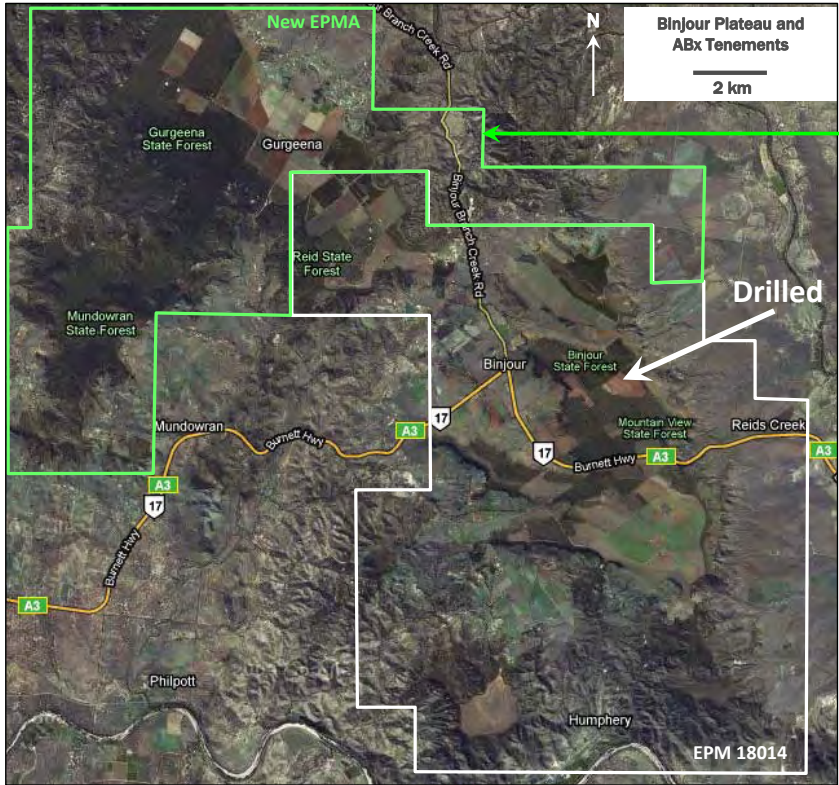 New EPMA
Binjour Branch Creek Rd
N
Binjour Plateau and
ABx Tenements
2 km
Gurgeena
State Forest
Gurgeena
Binjour Branch Creek Rd
Reid State
Forest
Drilled
Mundowran
State Forest
Binjour
Binjour
State Forest
Mountain View
State Forest
Reids Creek
Mundowran
Burnett Hwy
A3
17
17
Burnett Hwy
A3
A3
A3
17
Burnett Hwy
A3
Philpott
Humphery
EPM 18014